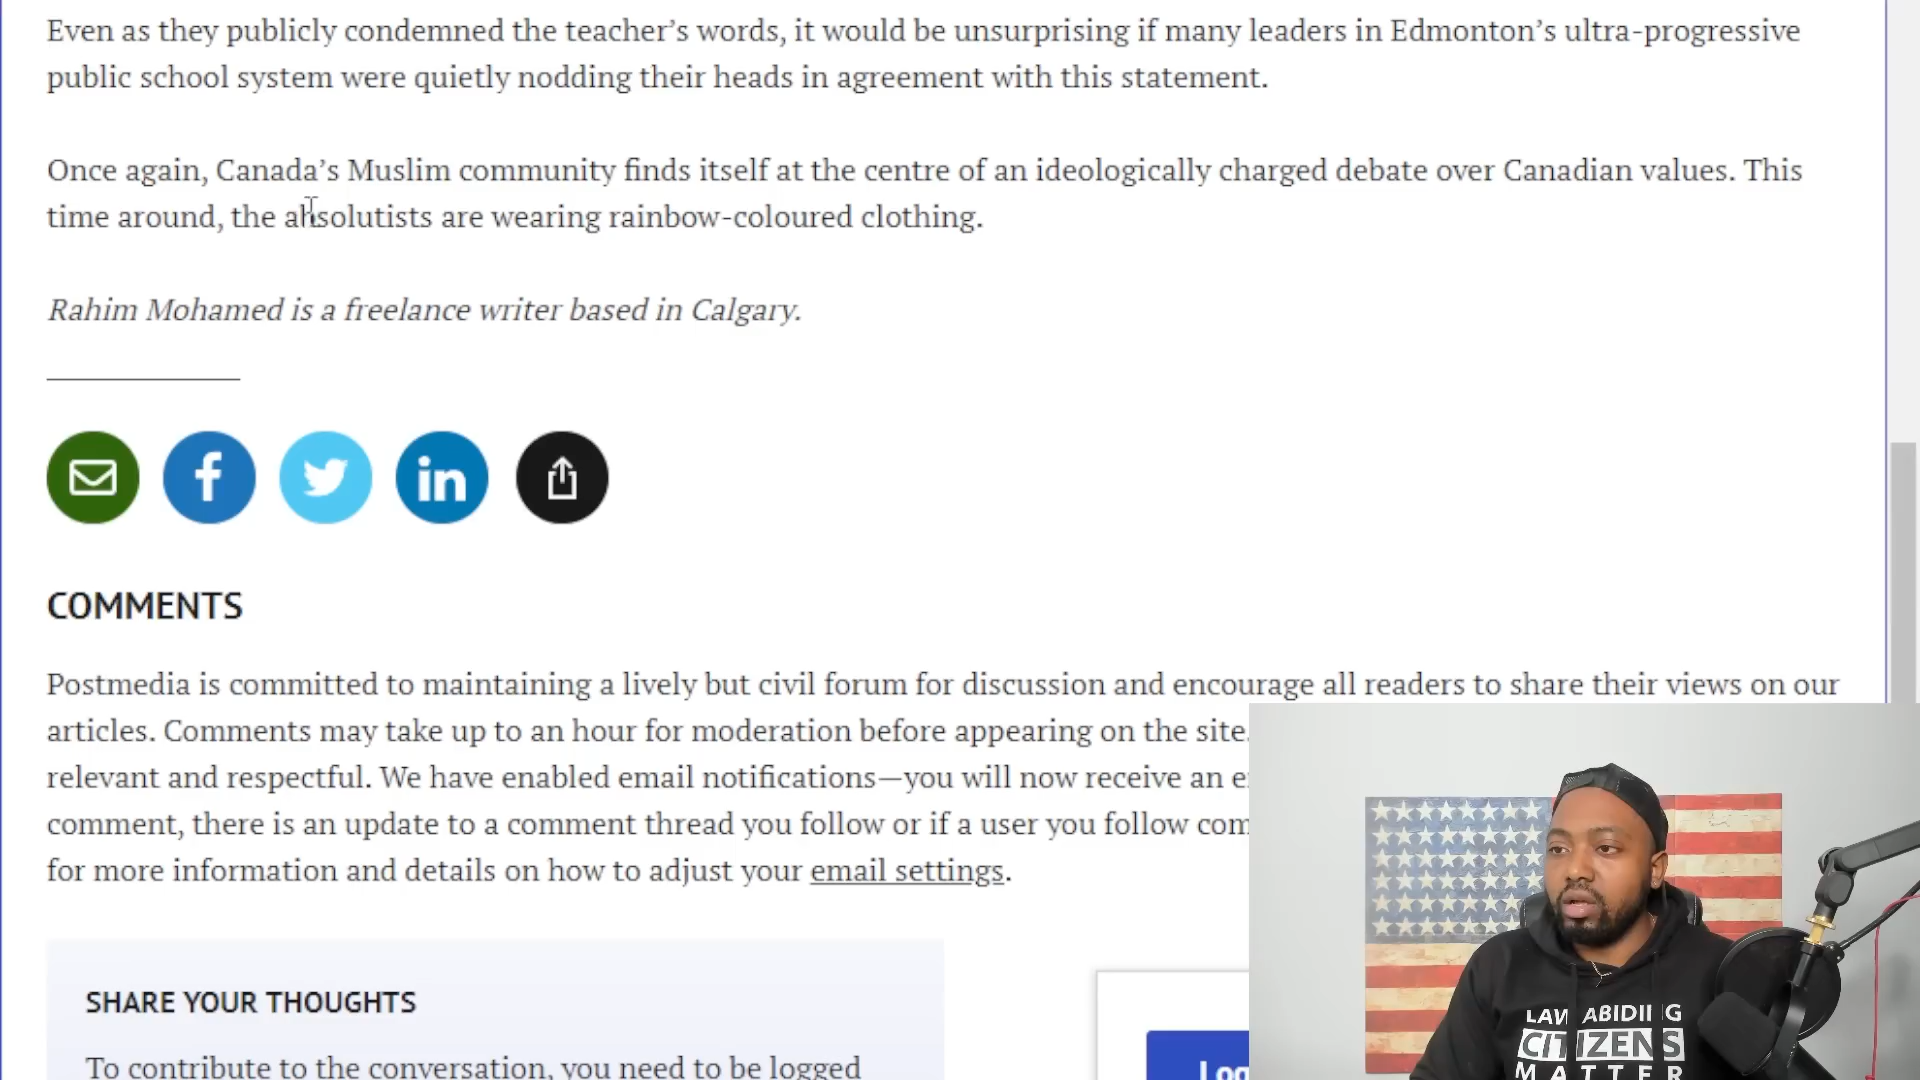 Even as they publicly condemned the teacher’s words, it would be unsurprising if many leaders in Edmonton’s ultra-progressive
public school system were quietly nodding their heads in agreement with this statement.
Once again, Canada’s Muslim community finds itself at the centre of an ideologically charged debate over Canadian values. This
time around, the absolutists are wearing rainbow-coloured clothing.
Rahim Mohamed is a freelance writer based in Calgary.
COMMENTS
Postmedia is committed to maintaining a lively but civil forum for discussion and encourage all readers to share their views on our
articles. Comments may take up to an hour for moderation before appearing on the site.
relevant and respectful. We have enabled email notifications—you will now receive an
comment, there is an update to a comment thread you follow or if a user you follow
for more information and details on how to adjust your email settings.
SHARE YOUR THOUGHTS
To contribute to the conversation, you need to be logged
LAW ABIDING
CITIZENS
MATTER